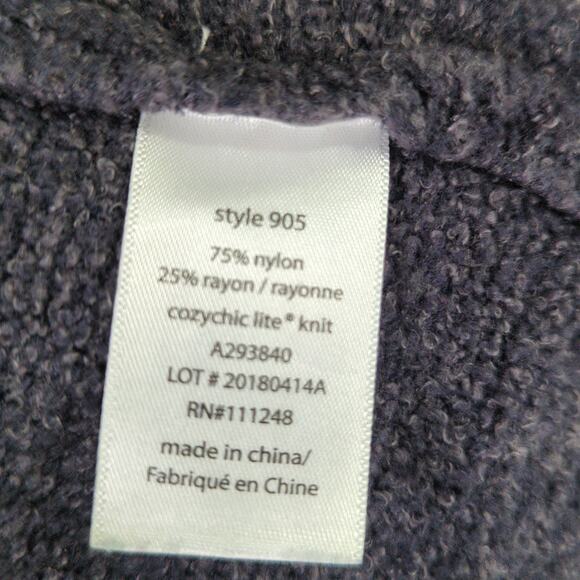 style 905
75% nylon
25% rayon / rayonne
cozychic lite® knit
A293840
LOT # 20180414A
RN#111248
made in china/
Fabriqué en Chine